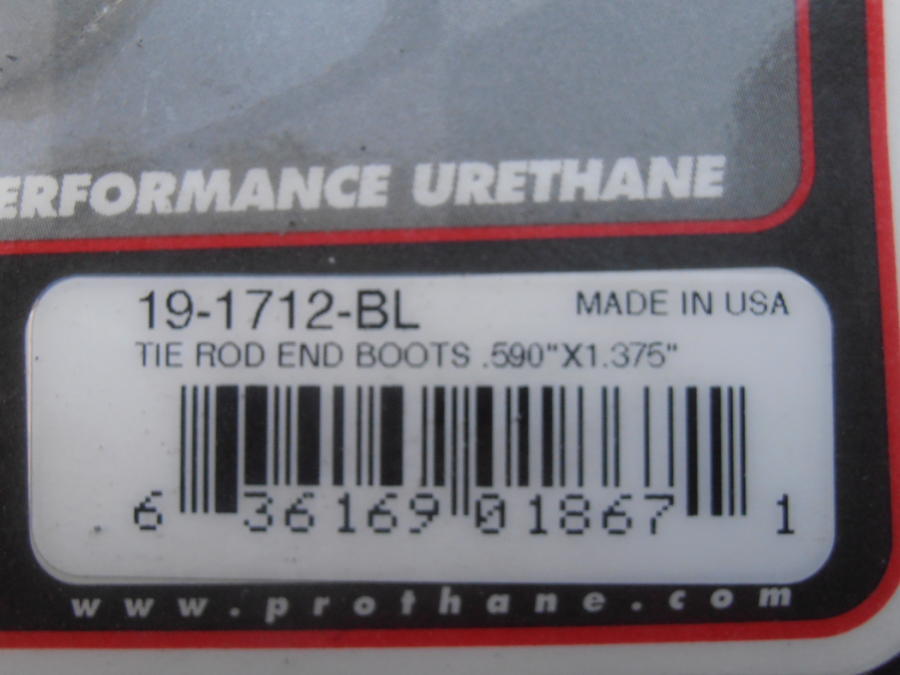 ERFORMANCE URETHANE
19-1712-BL MADE IN USA
TIE ROD END BOOTS .590"X1.375"
6 36169 01867 1
www.prothane.com